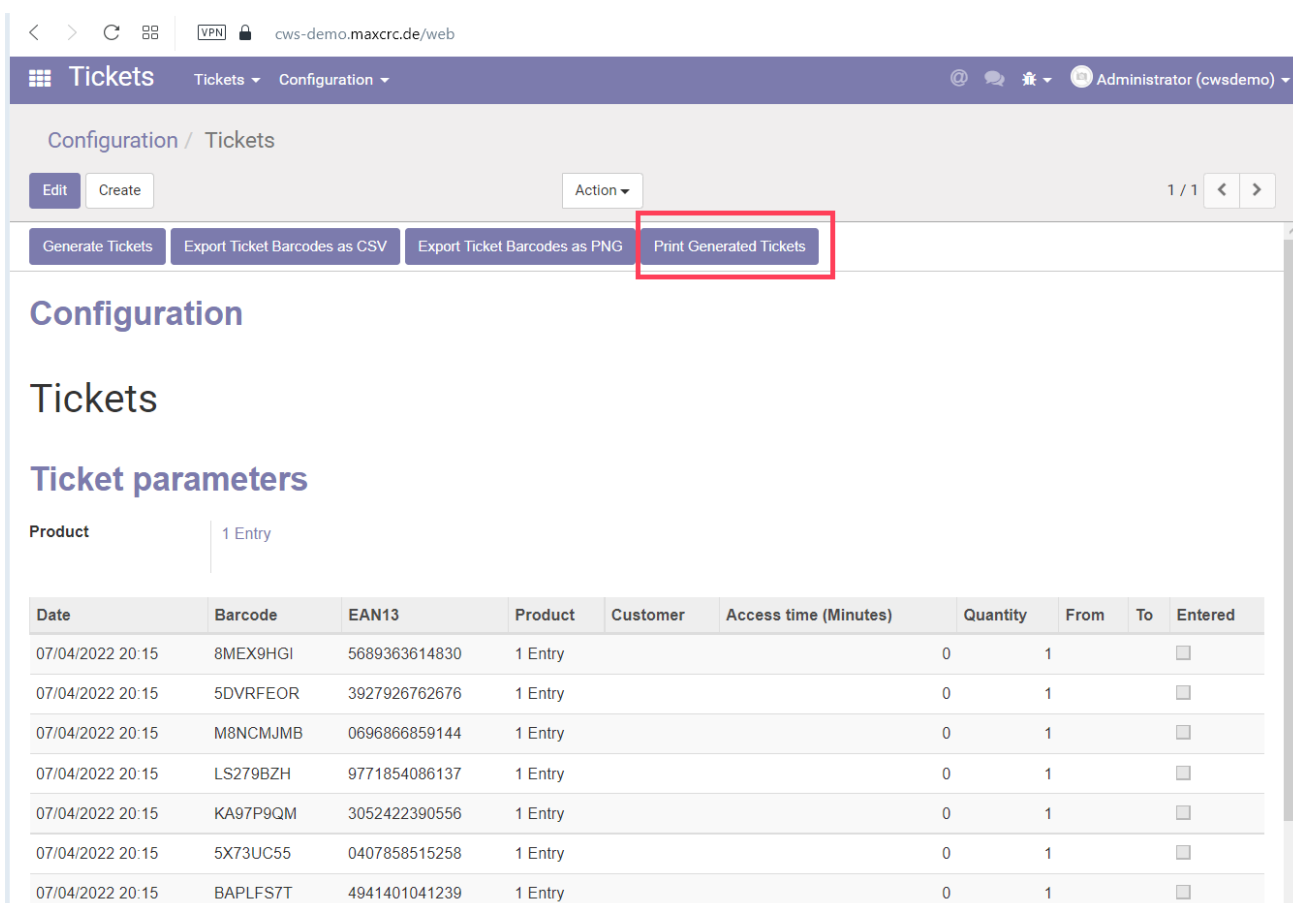 VPN cws-demo.maxcrc.de/web
Tickets Tickets Configuration @ Administrator (cwsdemo)
Configuration / Tickets
Edit Create Action 1 / 1
Generate Tickets Export Ticket Barcodes as CSV Export Ticket Barcodes as PNG Print Generated Tickets
Configuration
Tickets
Ticket parameters
Product 1 Entry
Date Barcode EAN13 Product Customer Access time (Minutes) Quantity From To Entered
07/04/2022 20:15 8MEX9HGI 5689363614830 1 Entry 0 1
07/04/2022 20:15 5DVRFEOR 3927926762676 1 Entry 0 1
07/04/2022 20:15 M8NCMJMB 0696866859144 1 Entry 0 1
07/04/2022 20:15 LS279BZH 9771854086137 1 Entry 0 1
07/04/2022 20:15 KA97P9QM 3052422390556 1 Entry 0 1
07/04/2022 20:15 5X73UC55 0407858515258 1 Entry 0 1
07/04/2022 20:15 BAPLFS7T 4941401041239 1 Entry 0 1